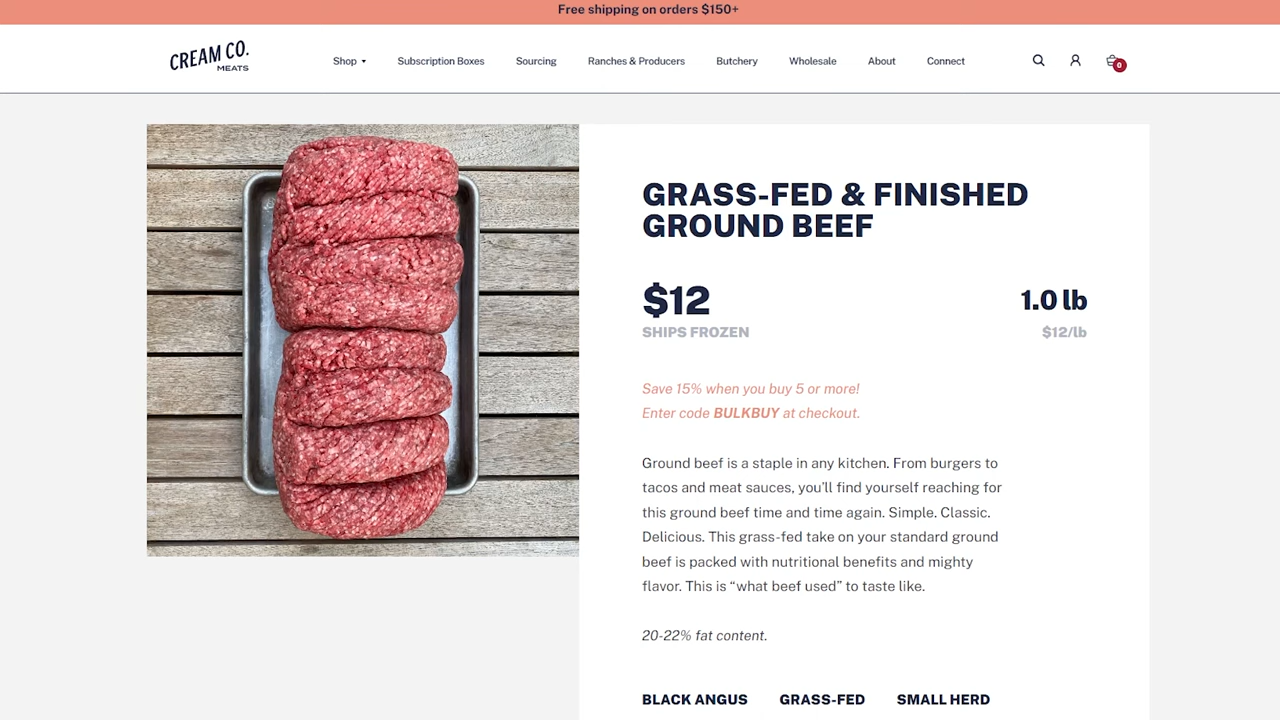 Free shipping on orders $150+
CREAM CO.
MEATS
Shop
Subscription Boxes
Sourcing
Ranches & Producers
Butchery
Wholesale
About
Connect
0
GRASS-FED & FINISHED
GROUND BEEF
$12
1.0 lb
SHIPS FROZEN
$12/lb
Save 15% when you buy 5 or more!
Enter code BULKBUY at checkout.
Ground beef is a staple in any kitchen. From burgers to
tacos and meat sauces, you’ll find yourself reaching for
this ground beef time and time again. Simple. Classic.
Delicious. This grass-fed take on your standard ground
beef is packed with nutritional benefits and mighty
flavor. This is “what beef used” to taste like.
20-22% fat content.
BLACK ANGUS
GRASS-FED
SMALL HERD